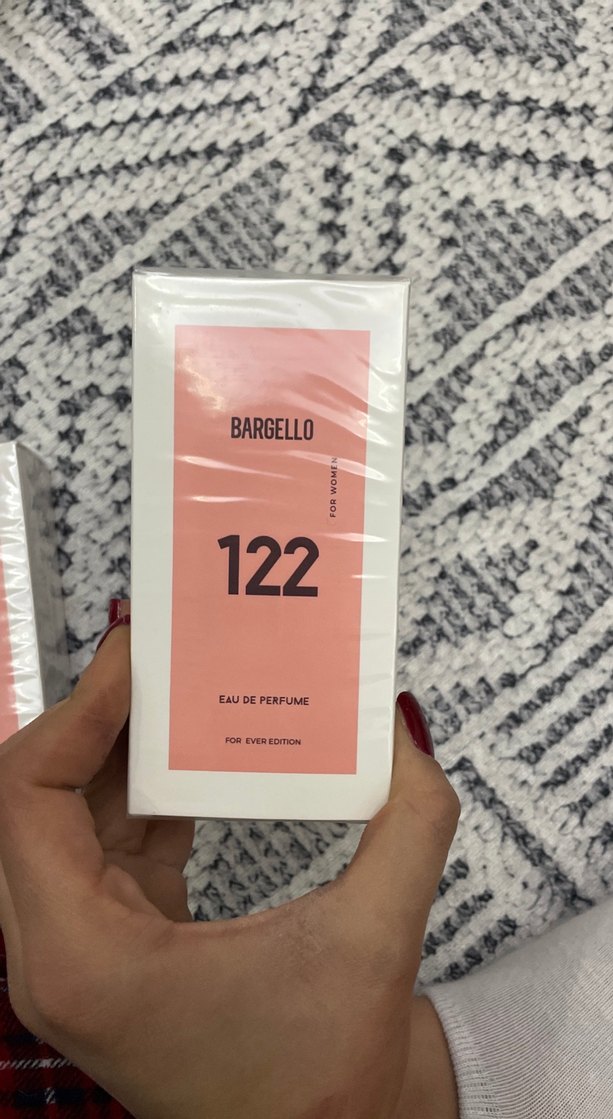 BARGELLO
FOR WOMEN
122
EAU DE PERFUME
FOR EVER EDITION